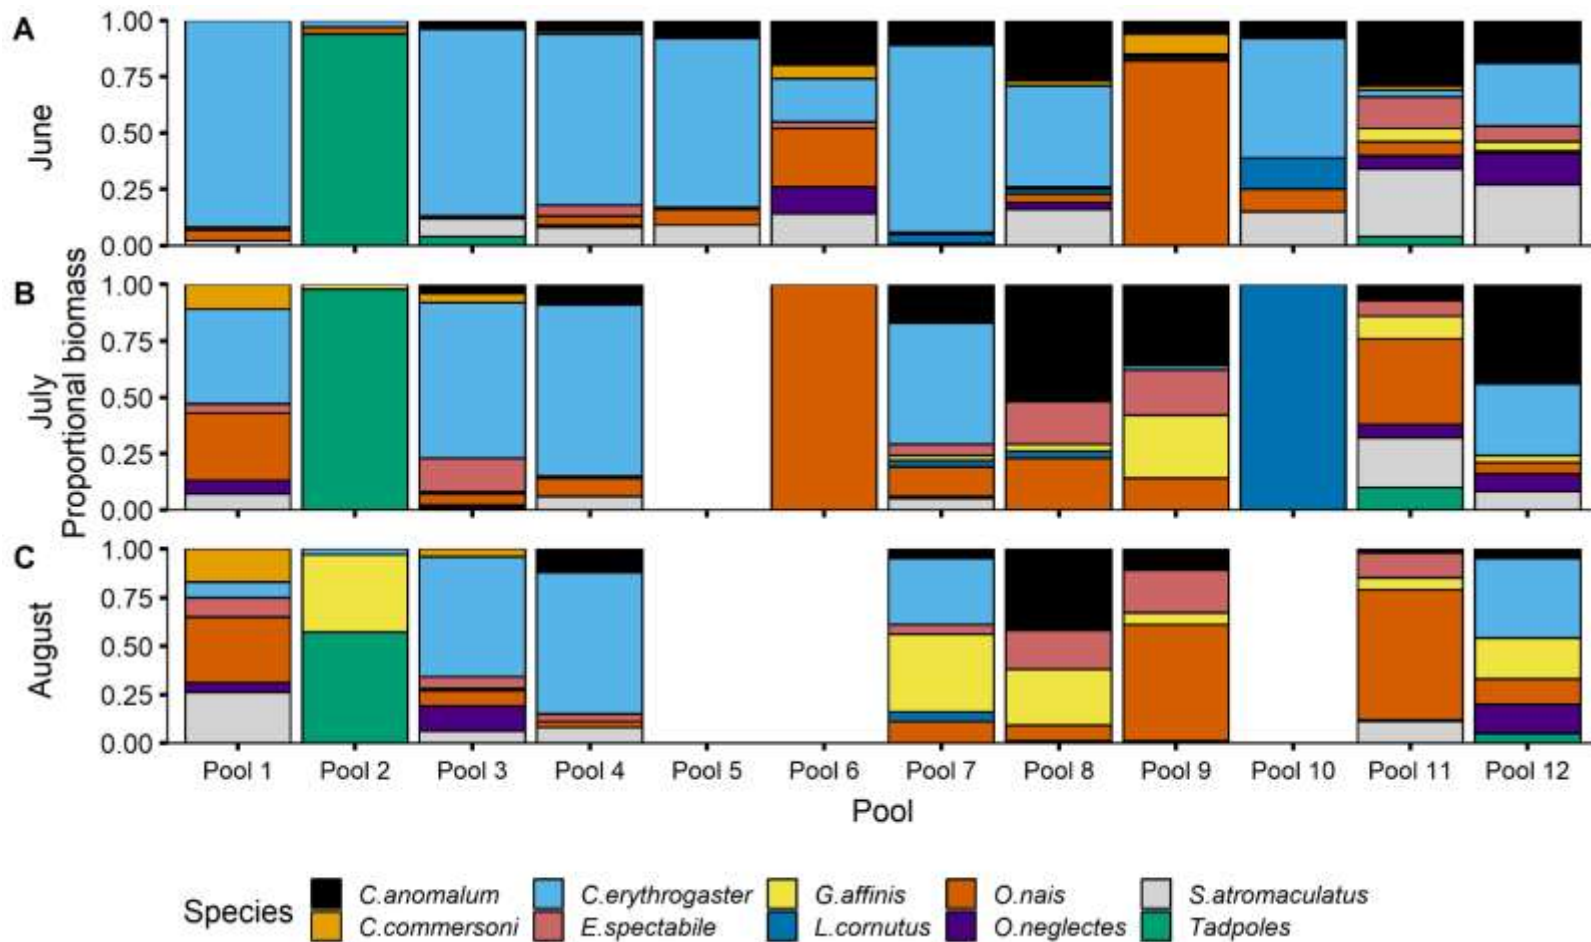 A
June
1.00
0.75
0.50
0.25
0.00
B
July
Proportional biomass
1.00
0.75
0.50
0.25
0.00
C
August
1.00
0.75
0.50
0.25
0.00
Pool 1 Pool 2 Pool 3 Pool 4 Pool 5 Pool 6 Pool 7 Pool 8 Pool 9 Pool 10 Pool 11 Pool 12
Pool
Species
C.anomalum C.erythrogaster G.affinis O.nais S.atromaculatus
C.commersoni E.spectabile L.cornutus O.neglectes Tadpoles